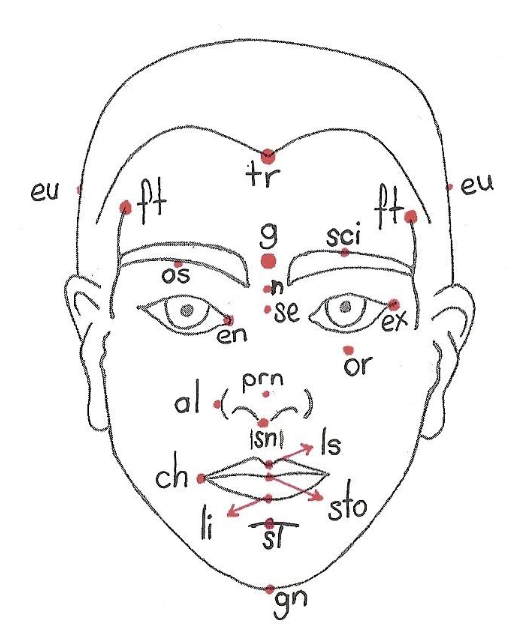 tr
eu
eu
ft
ft
g
sci
os
n
se
en
ex
or
prn
al
sn
ls
ch
sto
li
sl
gn